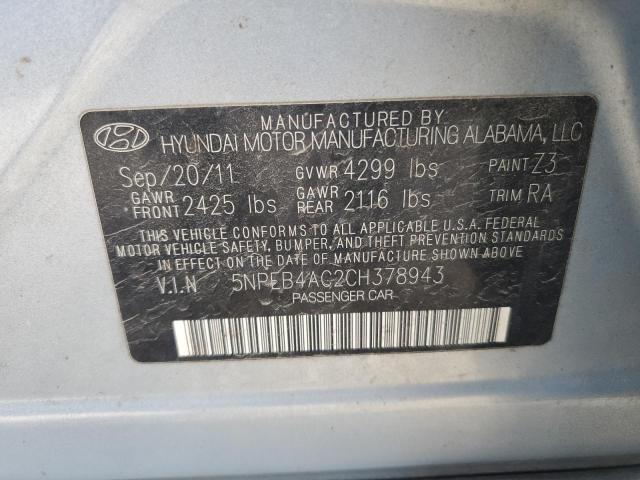 MANUFACTURED BY
HYUNDAI MOTOR MANUFACTURING ALABAMA, LLC
Sep/20/11 GVWR 4299 lbs PAINT Z3
GAWR FRONT 2425 lbs GAWR REAR 2116 lbs TRIM RA
THIS VEHICLE CONFORMS TO ALL APPLICABLE U.S.A. FEDERAL
MOTOR VEHICLE SAFETY, BUMPER, AND THEFT PREVENTION
STANDARDS IN EFFECT ON THE DATE OF MANUFACTURE SHOWN ABOVE
V.I.N 5NPEB4AC2CH378943
PASSENGER CAR